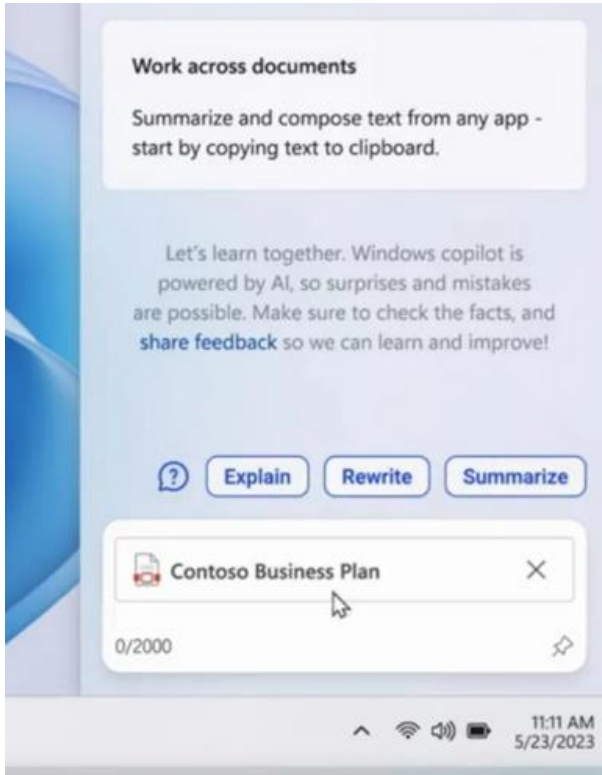 Work across documents
Summarize and compose text from any app -
start by copying text to clipboard.
Let's learn together. Windows copilot is
powered by AI, so surprises and mistakes
are possible. Make sure to check the facts, and
share feedback so we can learn and improve!
Explain Rewrite Summarize
Contoso Business Plan
0/2000
11:11 AM
5/23/2023